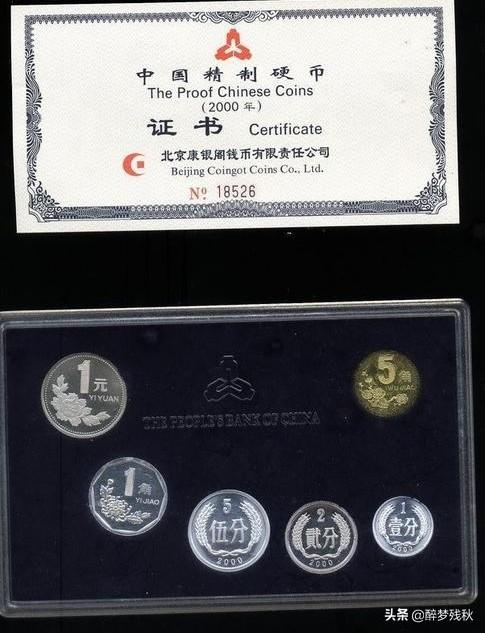 中国精制硬币
The Proof Chinese Coins
(2000年)
证书 Certificate
北京康银阁钱币有限责任公司
Beijing Coingot Coins Co., Ltd.
No. 18526
1元
YI YUAN
5角
WU JIAO
THE PEOPLE'S BANK OF CHINA
1角
YI JIAO
5
伍分
2000
2
贰分
2000
1
壹分
2000
头条 @醉梦残秋